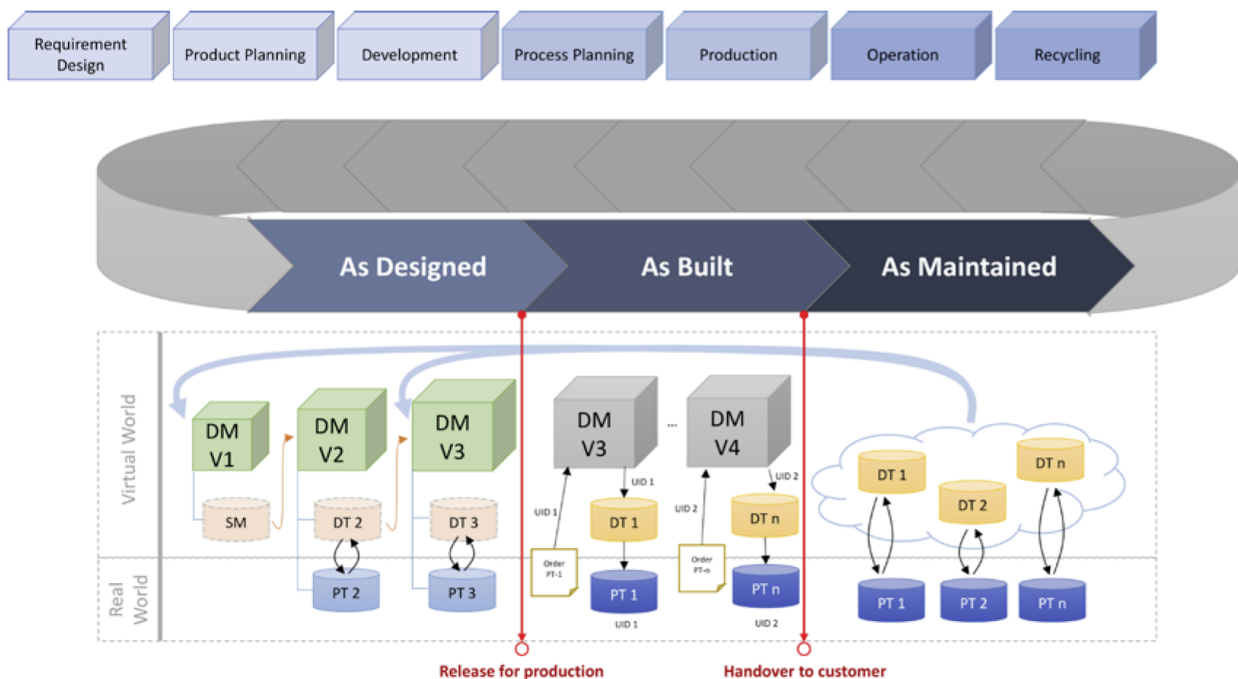 Requirement
Design
Product Planning
Development
Process Planning
Production
Operation
Recycling
As Designed
As Built
As Maintained
Virtual World
Real
World
DM
V1
DM
V2
DM
V3
DM
V3
...
DM
V4
SM
DT 2
DT 3
UID 1
UID 1
DT 1
UID 2
UID 2
DT n
DT 1
DT 2
DT n
PT 2
PT 3
Order
PT-1
PT 1
UID 1
Order
PT-n
PT n
UID 2
PT 1
PT 2
PT n
Release for production
Handover to customer